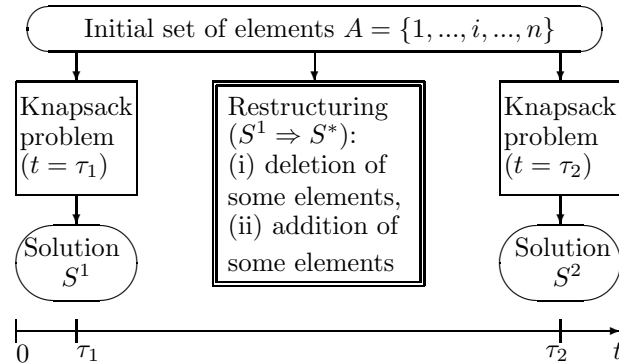 Initial set of elements A = {1, ..., i, ..., n}
Knapsack
problem
(t = τ₁)
Solution
S¹
Restructuring
(S¹ ⇒ S*):
(i) deletion of
some elements,
(ii) addition of
some elements
Knapsack
problem
(t = τ₂)
Solution
S²
0 τ₁ τ₂ t